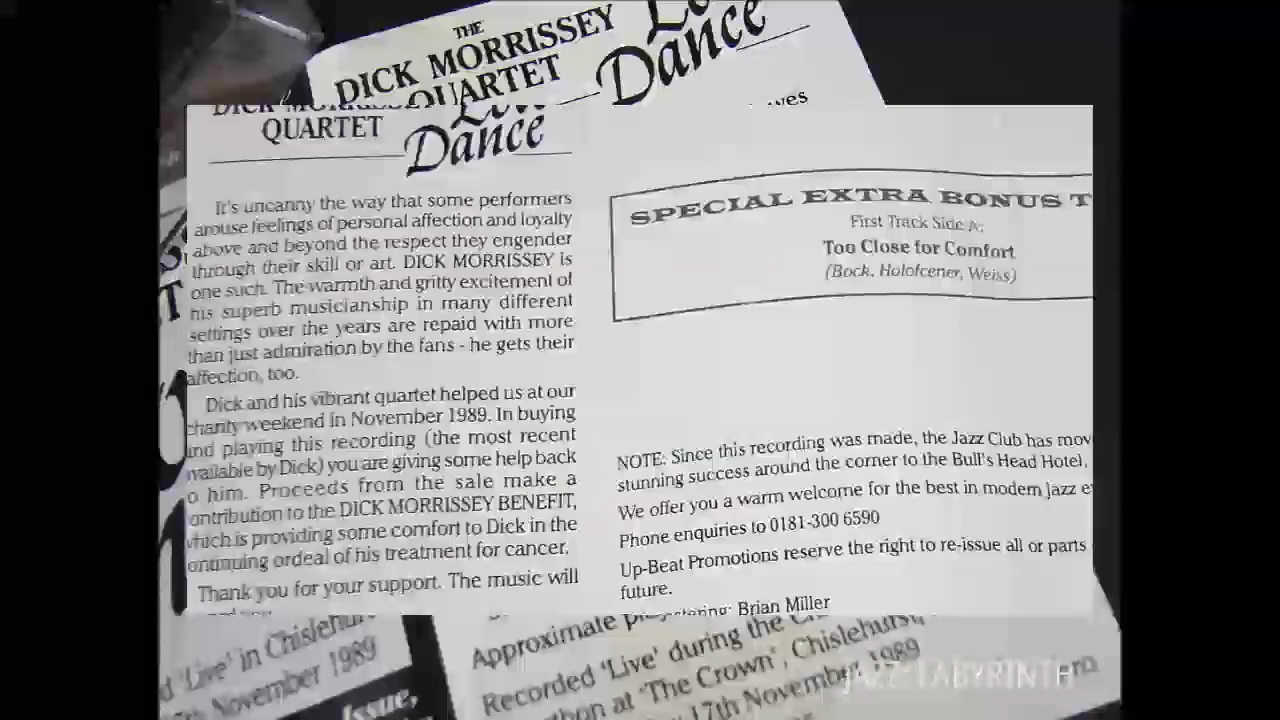 THE
DICK MORRISSEY
QUARTET
Dance
QUARTET
Dance
It's uncanny the way that some performers
arouse feelings of personal affection and loyalty
above and beyond the respect they engender
through their skill or art. DICK MORRISSEY is
one such. The warmth and gritty excitement of
his superb musicianship in many different
settings over the years are repaid with more
than just admiration by the fans - he gets their
affection, too.
Dick and his vibrant quartet helped us at our
charity weekend in November 1989. In buying
and playing this recording (the most recent
available by Dick) you are giving some help back
to him. Proceeds from the sale make a
contribution to the DICK MORRISSEY BENEFIT,
which is providing some comfort to Dick in the
continuing ordeal of his treatment for cancer.
Thank you for your support. The music will
SPECIAL EXTRA BONUS T
First Track Side A:
Too Close for Comfort
(Bock, Holofcener, Weiss)
NOTE: Since this recording was made, the Jazz Club has mov
stunning success around the corner to the Bull's Head Hotel,
We offer you a warm welcome for the best in modern jazz e
Phone enquiries to 0181-300 6590
Up-Beat Promotions reserve the right to re-issue all or parts
future.
Brian Miller
'Live' in Chislehur
November 1989
Issue,
Approximate
Recorded 'Live' during the
at 'The Crown', Chislehurst,
17th November 1989
JAZZ LABYRINTH